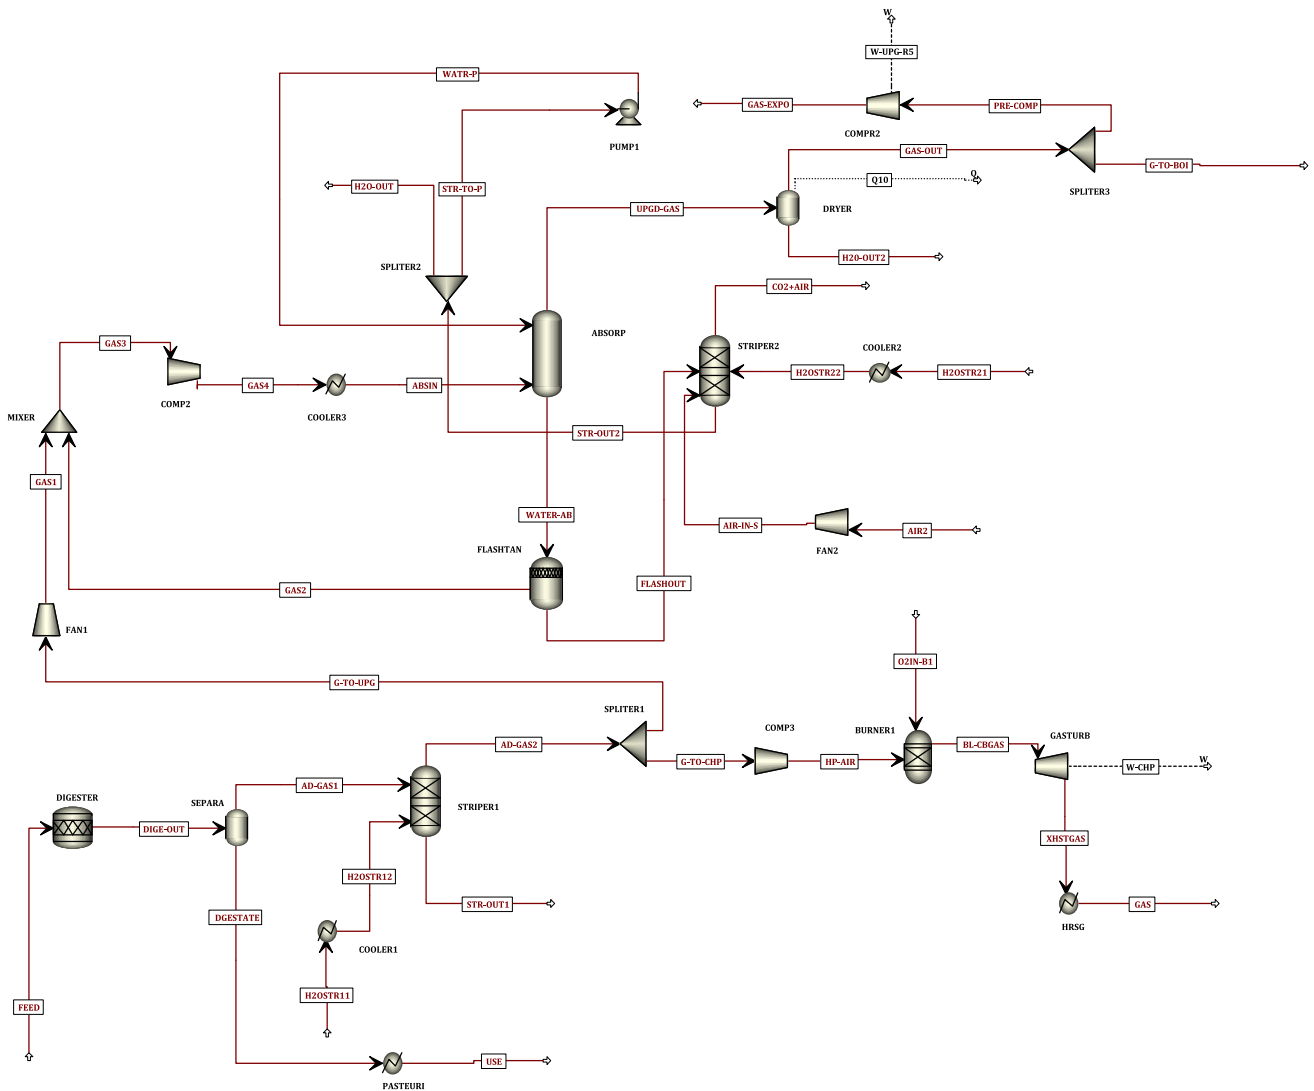 W
W-UPG-R5
WATR-P
GAS-EXPO
PRE-COMP
COMPR2
PUMP1
GAS-OUT
G-TO-BOI
Q10
Q
SPLITER3
H2O-OUT
STR-TO-P
UPGD-GAS
DRYER
H20-OUT2
SPLITER2
CO2+AIR
ABSORP
GAS3
STRIPER2
COOLER2
H2OSTR22
H2OSTR21
GAS4
ABSIN
COMP2
COOLER3
MIXER
STR-OUT2
GAS1
WATER-AB
AIR-IN-S
AIR2
FAN2
FLASHTAN
GAS2
FLASHOUT
FAN1
O2IN-B1
G-TO-UPG
SPLITER1
COMP3
BURNER1
GASTURB
AD-GAS2
BL-CBGAS
G-TO-CHP
HP-AIR
W-CHP
W
AD-GAS1
DIGESTER
SEPARA
STRIPER1
DIGE-OUT
XHSTGAS
H2OSTR12
STR-OUT1
GAS
DGESTATE
HRSG
COOLER1
H2OSTR11
FEED
USE
PASTEURI